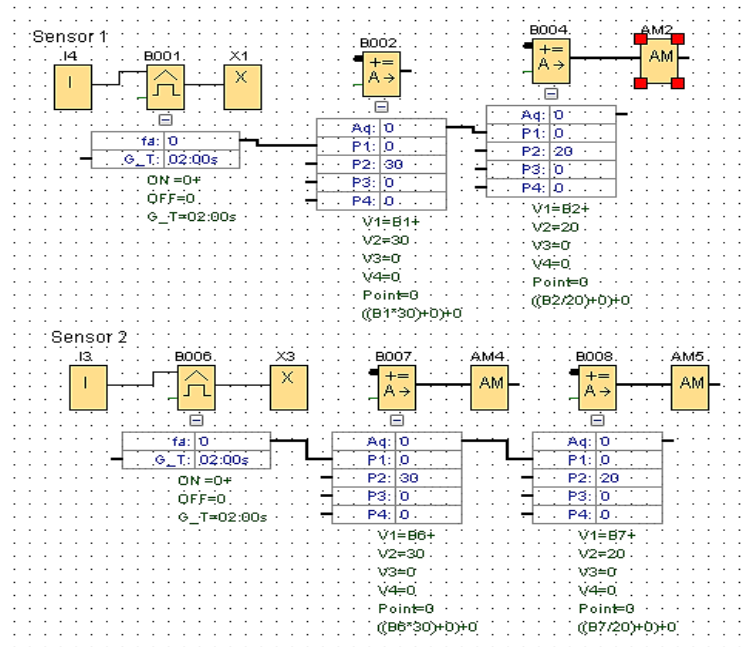 Sensor 1
I4 B001 X1 B002 B004 AM2
I X += A→ += A→ AM
fa: 0
G_T: 02:00s
ON =0+
OFF=0
G_T=02:00s
Aq: 0
P1: 0
P2: 30
P3: 0
P4: 0
V1=B1+
V2=30
V3=0
V4=0
Point=0
((B1*30)+0)+0
Aq: 0
P1: 0
P2: 20
P3: 0
P4: 0
V1=B2+
V2=20
V3=0
V4=0
Point=0
((B2/20)+0)+0
Sensor 2
I3 B006 X3 B007 AM4 B008 AM5
I X += A→ AM += A→ AM
fa: 0
G_T: 02:00s
ON =0+
OFF=0
G_T=02:00s
Aq: 0
P1: 0
P2: 30
P3: 0
P4: 0
V1=B6+
V2=30
V3=0
V4=0
Point=0
((B6*30)+0)+0
Aq: 0
P1: 0
P2: 20
P3: 0
P4: 0
V1=B7+
V2=20
V3=0
V4=0
Point=0
((B7/20)+0)+0